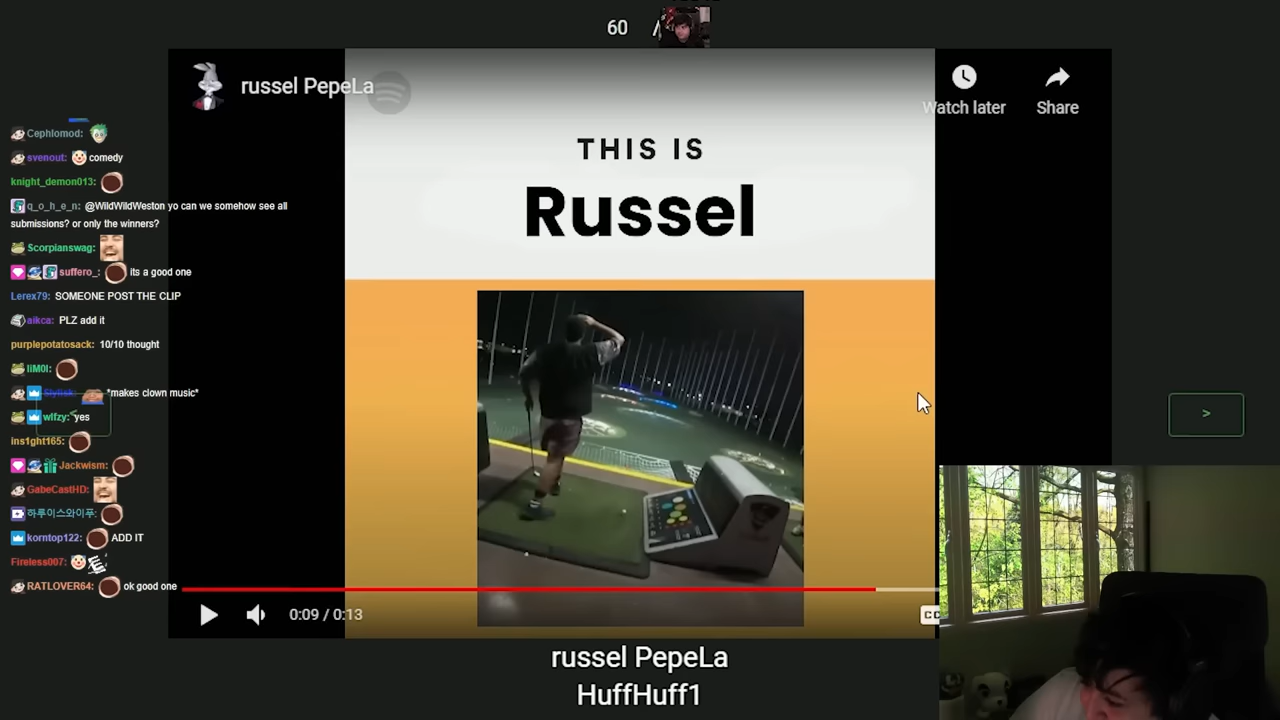 60 /
russel PepeLa
Watch later
Share
THIS IS
Russel
Cephlomod:
svenout: comedy
knight_demon013:
q_o_h_e_n: @WildWildWeston yo can we somehow see all
submissions? or only the winners?
Scorpianswag:
suffero_: its a good one
Lerex79: SOMEONE POST THE CLIP
aikca: PLZ add it
purplepotatosack: 10/10 thought
liM0l:
*makes clown music*
wlfzy: yes
ins1ght165:
Jackwism:
GabeCastHD:
하루이스와이푸:
korntop122: ADD IT
Fireless007:
RATLOVER64: ok good one
>
0:09 / 0:13
CC
russel PepeLa
HuffHuff1